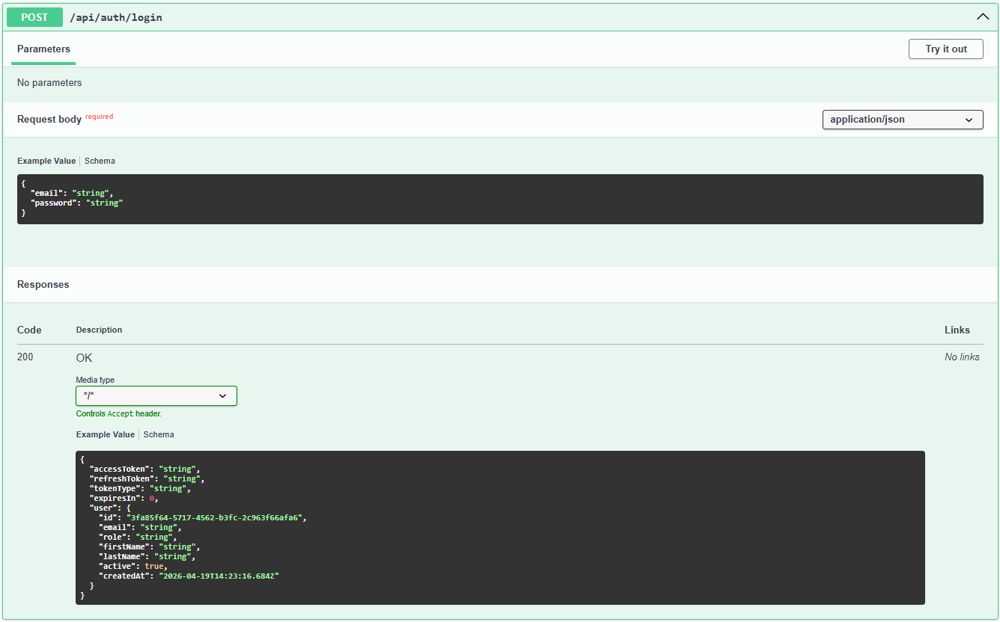 POST /api/auth/login
Parameters
Try it out
No parameters
Request body required
application/json
Example Value Schema
{
  "email": "string",
  "password": "string"
}
Responses
Code Description Links
200 OK No links
Media type
*/*
Controls Accept header.
Example Value Schema
{
  "accessToken": "string",
  "refreshToken": "string",
  "tokenType": "string",
  "expiresIn": 0,
  "user": {
    "id": "3fa85f64-5717-4562-b3fc-2c963f66afa6",
    "email": "string",
    "role": "string",
    "firstName": "string",
    "lastName": "string",
    "active": true,
    "createdAt": "2026-04-19T14:23:16.684Z"
  }
}